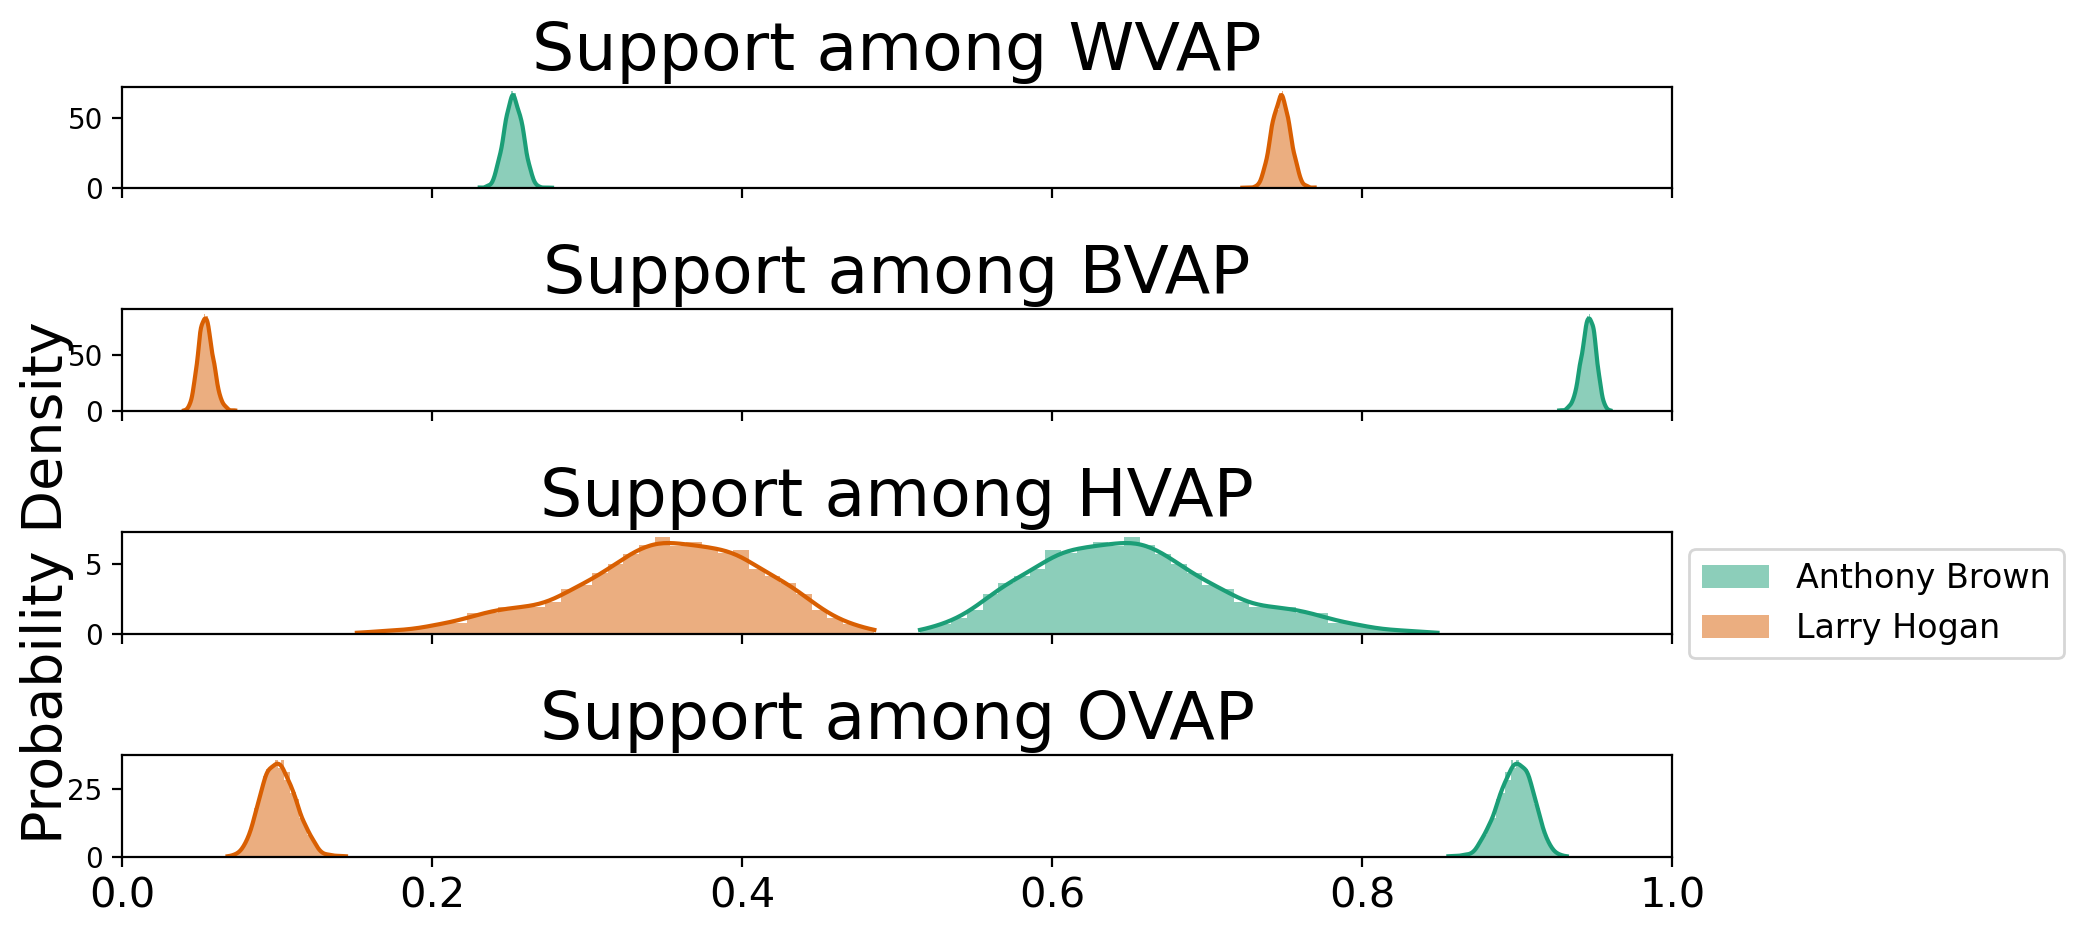 Support among WVAP
50
0
Support among BVAP
50
0
Support among HVAP
5
0
Support among OVAP
25
0
0.0 0.2 0.4 0.6 0.8 1.0
Probability Density
Anthony Brown
Larry Hogan